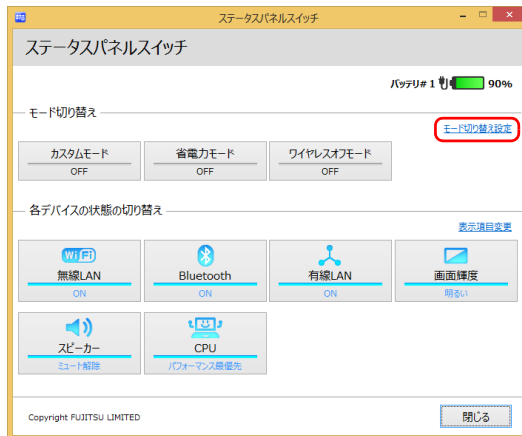 ステータスパネルスイッチ
ステータスパネルスイッチ
バッテリ#1 90%
モード切り替え
モード切り替え設定
カスタムモード 省電力モード ワイヤレスオフモード
OFF OFF OFF
各デバイスの状態の切り替え
表示項目変更
WiFi
無線LAN Bluetooth 有線LAN 画面輝度
ON ON ON 明るい
スピーカー CPU
ミュート解除 パフォーマンス最優先
Copyright FUJITSU LIMITED 閉じる